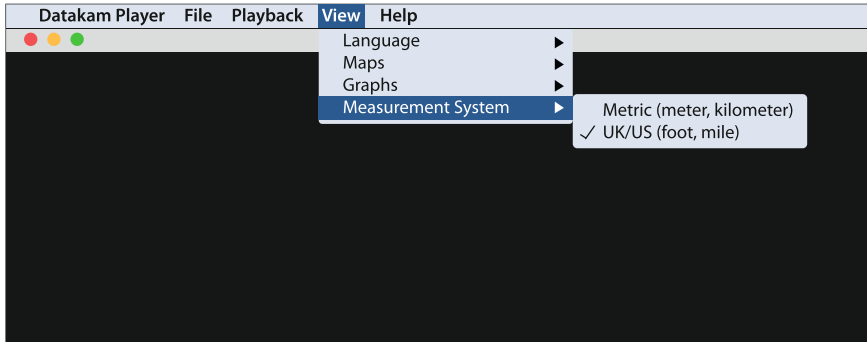 Datakam Player File Playback View Help
Language
Maps
Graphs
Measurement System
Metric (meter, kilometer)
UK/US (foot, mile)